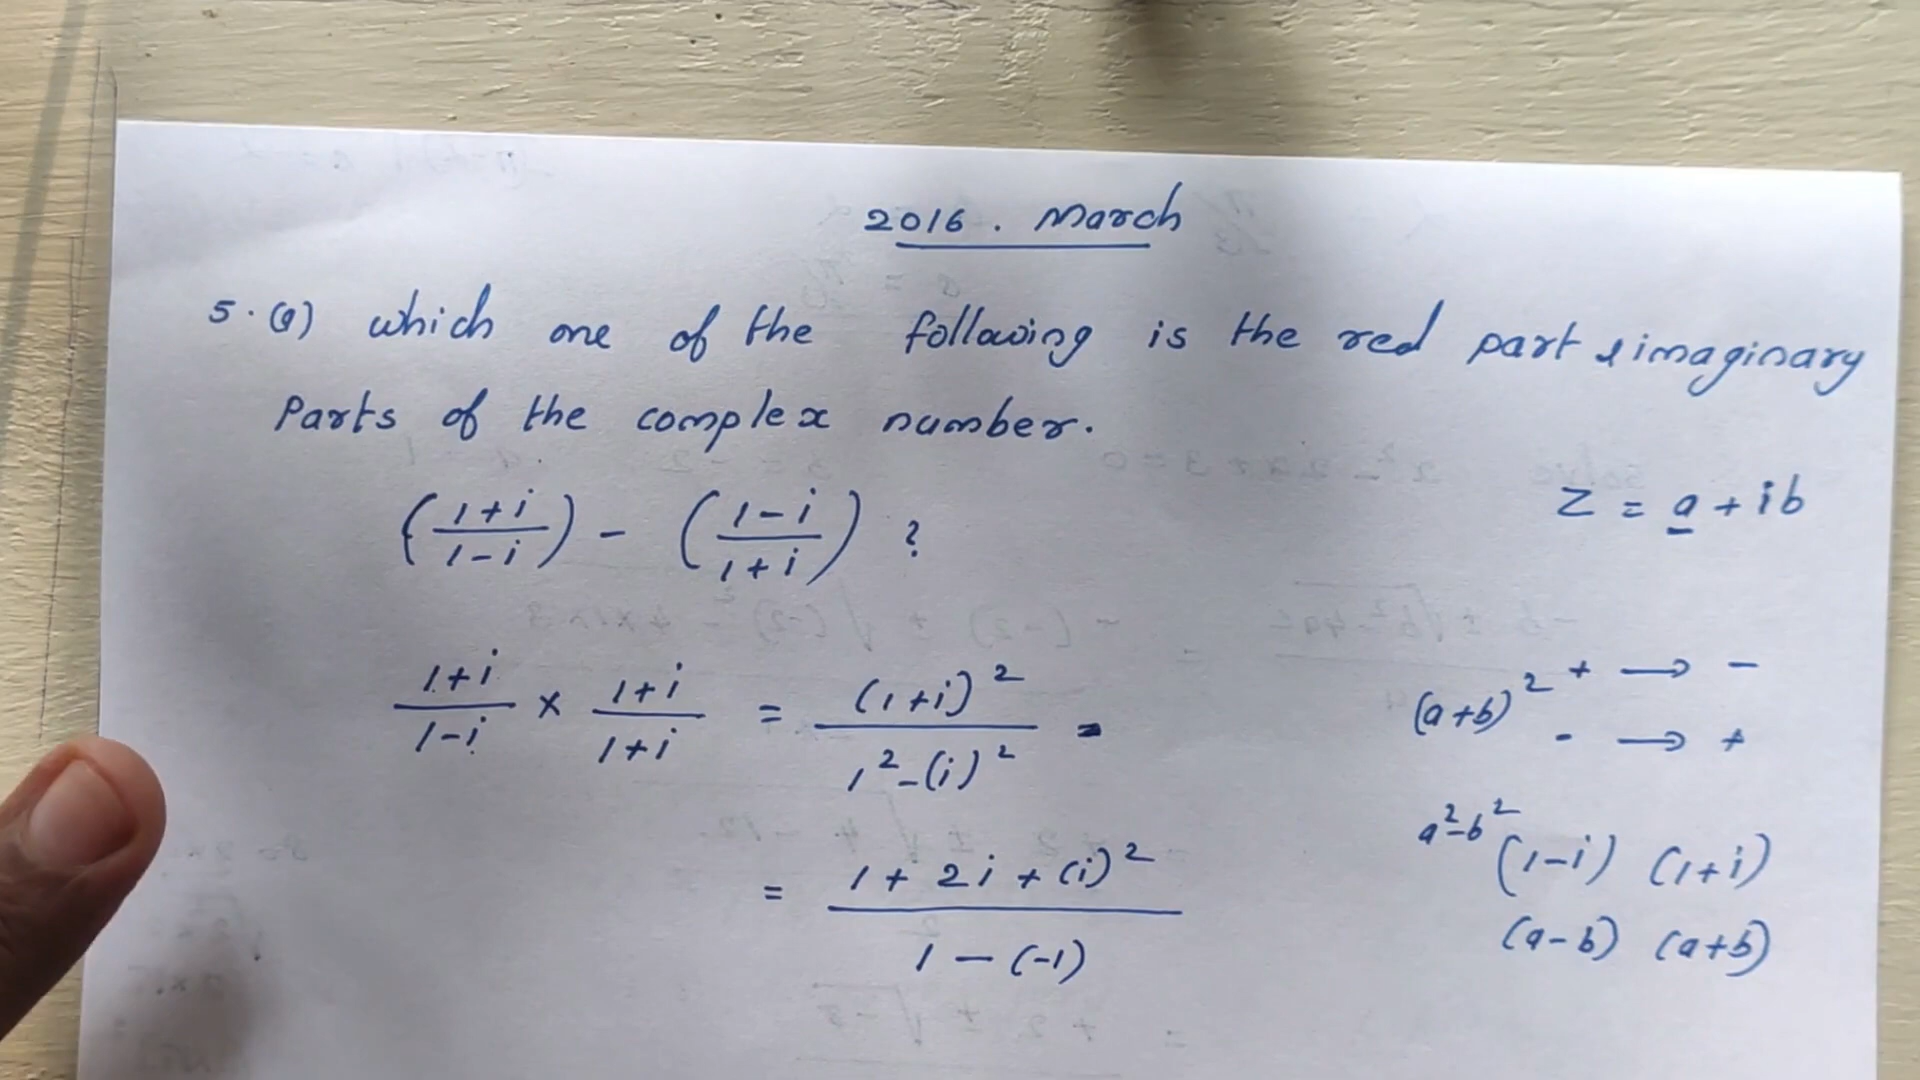 2016. March
5. (a) which one of the following is the real part & imaginary
Parts of the complex number.
((1+i)/(1-i)) - ((1-i)/(1+i)) ?
z = a + ib
(1+i)/(1-i) × (1+i)/(1+i) = (1+i)²/(1²-(i)²) =
(a+b)² + → -
- → +
= (1 + 2i + (i)²)/(1 - (-1))
a²-b² (1-i) (1+i)
(a-b) (a+b)